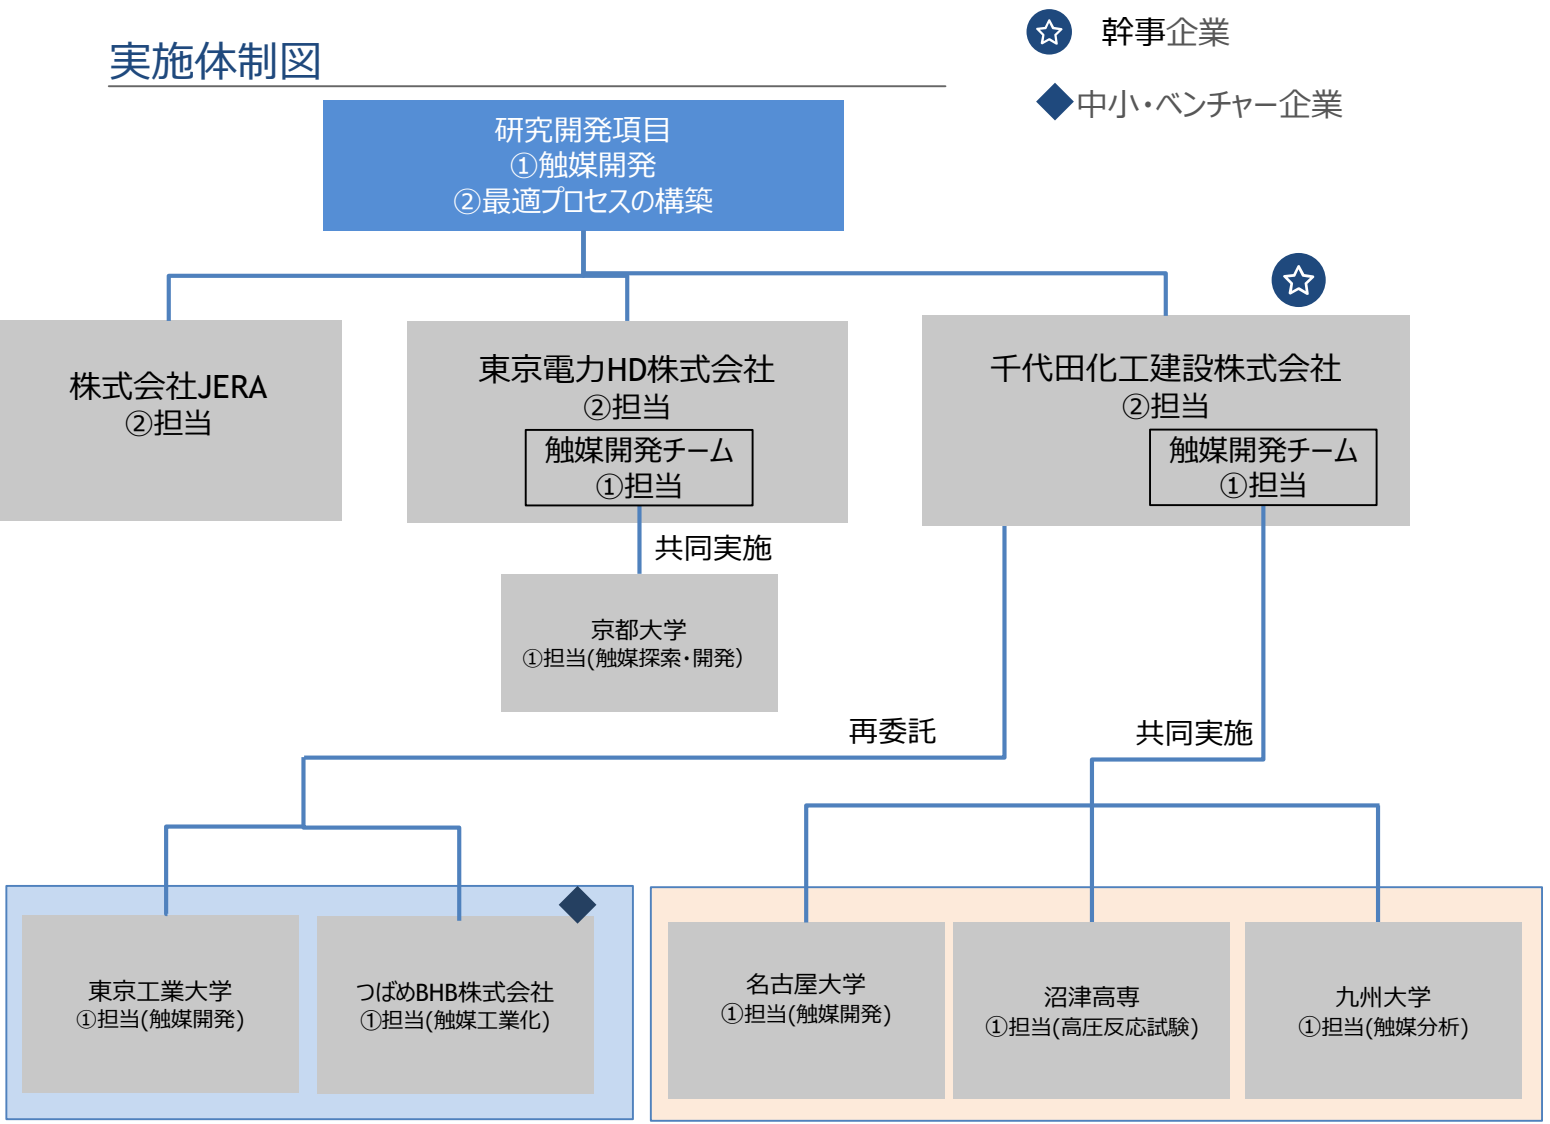 実施体制図
幹事企業
中小・ベンチャー企業
研究開発項目
①触媒開発
②最適プロセスの構築
株式会社JERA
②担当
東京電力HD株式会社
②担当
触媒開発チーム
①担当
千代田化工建設株式会社
②担当
触媒開発チーム
①担当
共同実施
京都大学
①担当(触媒探索・開発）
再委託
共同実施
東京工業大学
①担当(触媒開発)
つばめBHB株式会社
①担当(触媒工業化)
名古屋大学
①担当(触媒開発)
沼津高専
①担当(高圧反応試験)
九州大学
①担当(触媒分析)